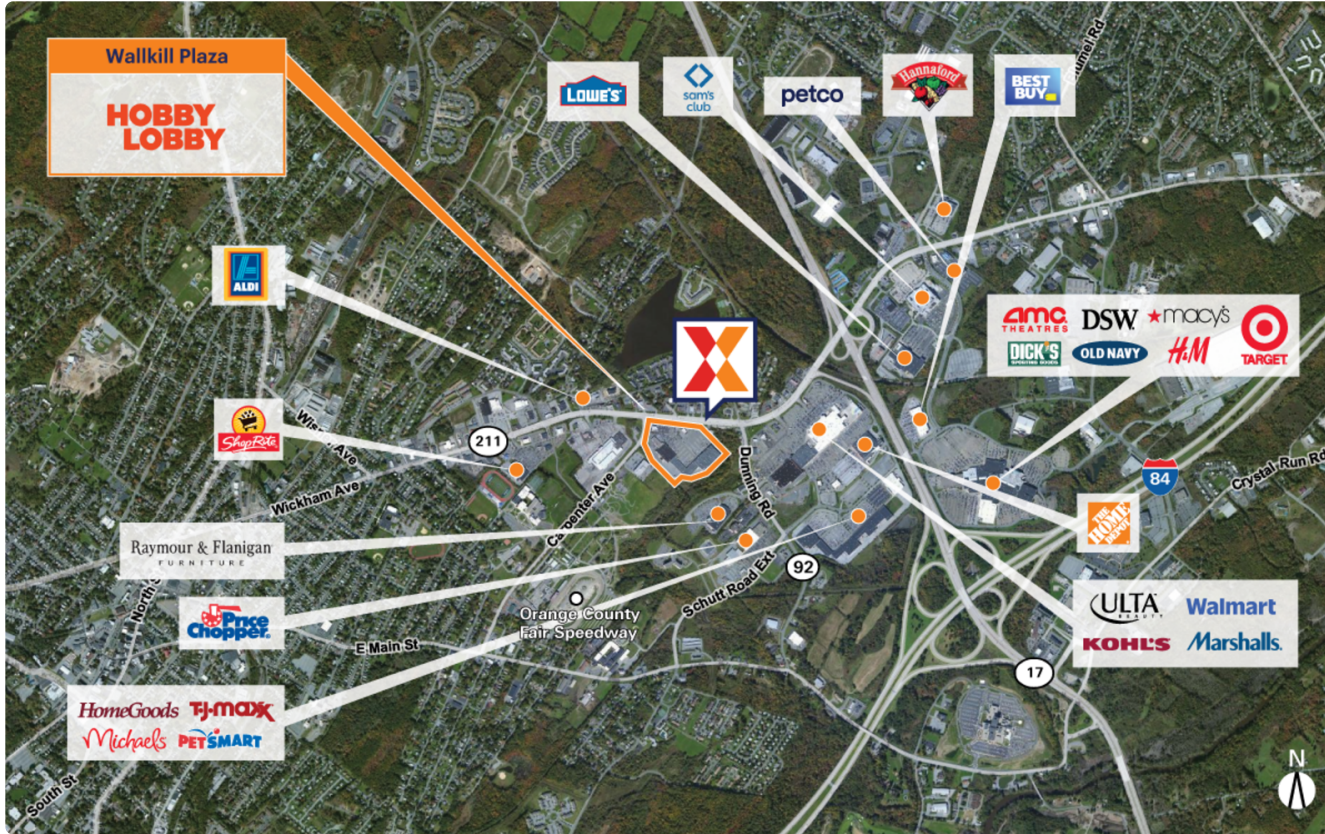 Wallkill Plaza
HOBBY
LOBBY
LOWE'S
sam's
club
petco
Hannaford
BEST
BUY
ALDI
AMC
THEATRES
DSW
macy's
DICK'S
SPORTING GOODS
OLD NAVY
H&M
TARGET
ShopRite
211
Wickham Ave
Carpenter Ave
Dunning Rd
84
Crystal Run Rd
Raymour & Flanigan
FURNITURE
THE
HOME
DEPOT
92
Schutt Road Ext
Orange County
Fair Speedway
Price
Chopper
E Main St
ULTA
BEAUTY
Walmart
KOHL'S
Marshalls
17
HomeGoods
T.J.maxx
Michaels
PETSMART
South St
N